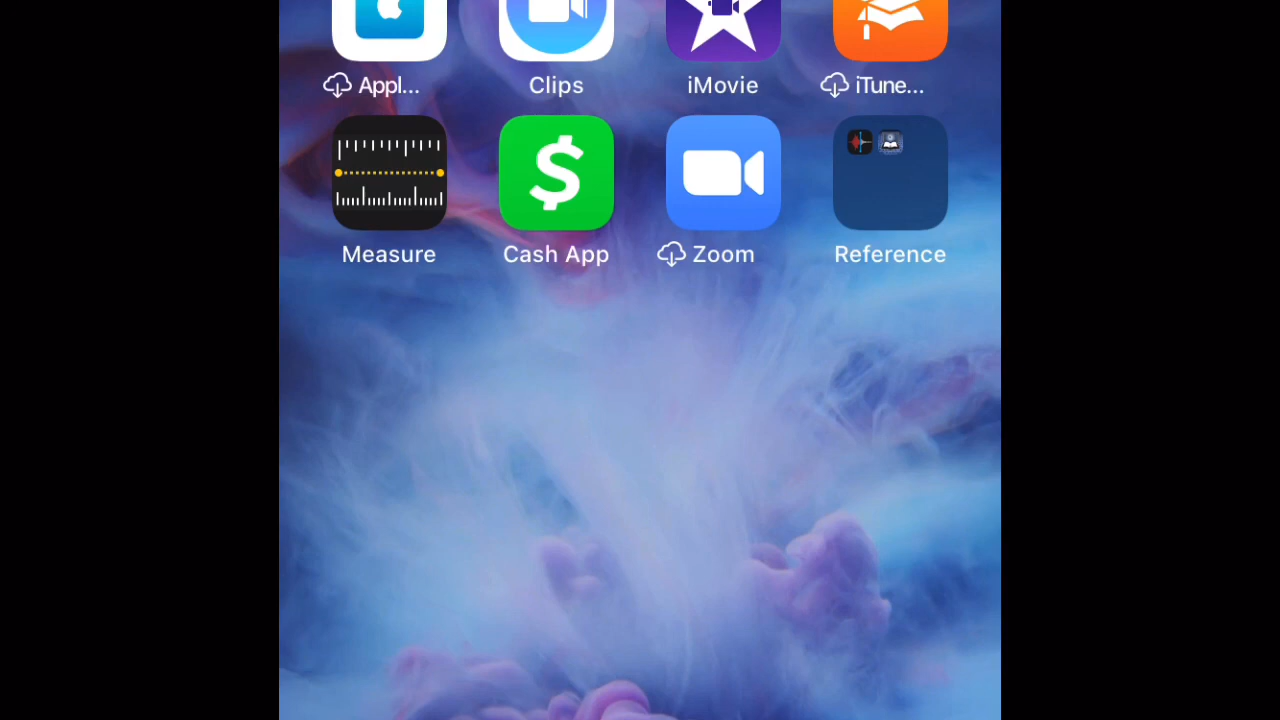 Appl...
Clips
iMovie
iTune...
$
Measure
Cash App
Zoom
Reference